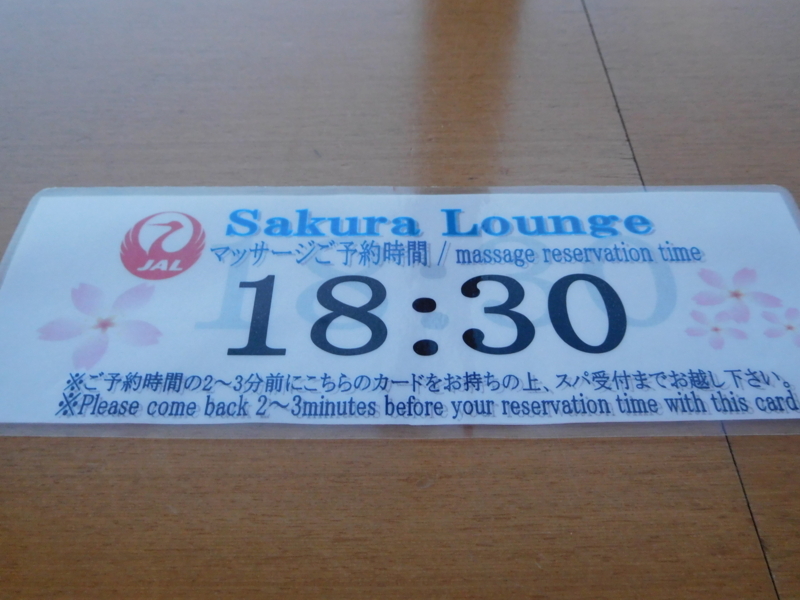 Sakura Lounge
JAL
マッサージご予約時間 / massage reservation time
18:30
※ご予約時間の2～3分前にこちらのカードをお持ちの上、スパ受付までお越し下さい。
※Please come back 2～3minutes before your reservation time with this card